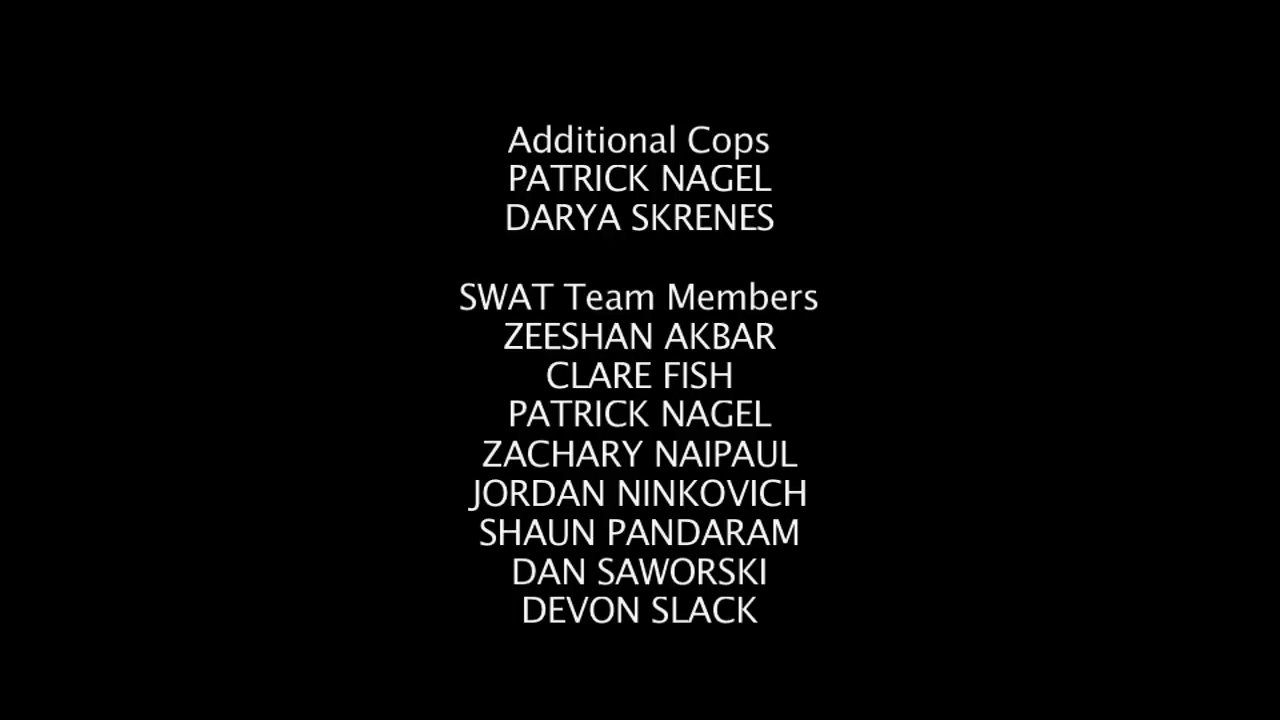 Additional Cops
PATRICK NAGEL
DARYA SKRENES
SWAT Team Members
ZEESHAN AKBAR
CLARE FISH
PATRICK NAGEL
ZACHARY NAIPAUL
JORDAN NINKOVICH
SHAUN PANDARAM
DAN SAWORSKI
DEVON SLACK